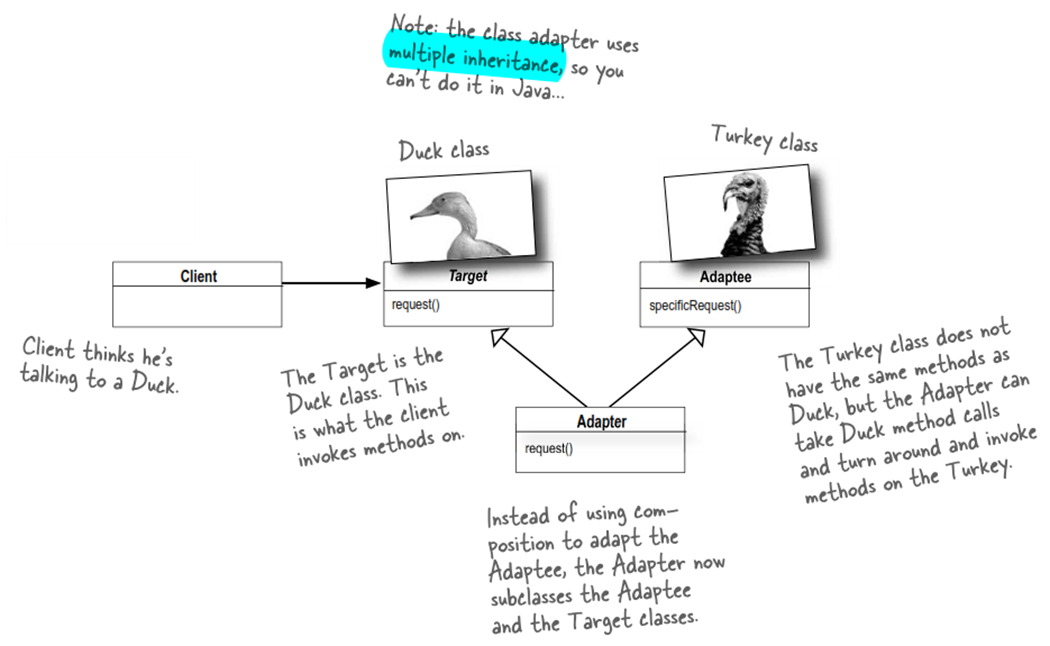 Note: the class adapter uses
multiple inheritance, so you
can't do it in Java...
Duck class
Turkey class
Client
Target
request()
Adaptee
specificRequest()
Client thinks he's
talking to a Duck.
The Target is the
Duck class. This
is what the client
invokes methods on.
Adapter
request()
The Turkey class does not
have the same methods as
Duck, but the Adapter can
take Duck method calls
and turn around and invoke
methods on the Turkey.
Instead of using com-
position to adapt the
Adaptee, the Adapter now
subclasses the Adaptee
and the Target classes.